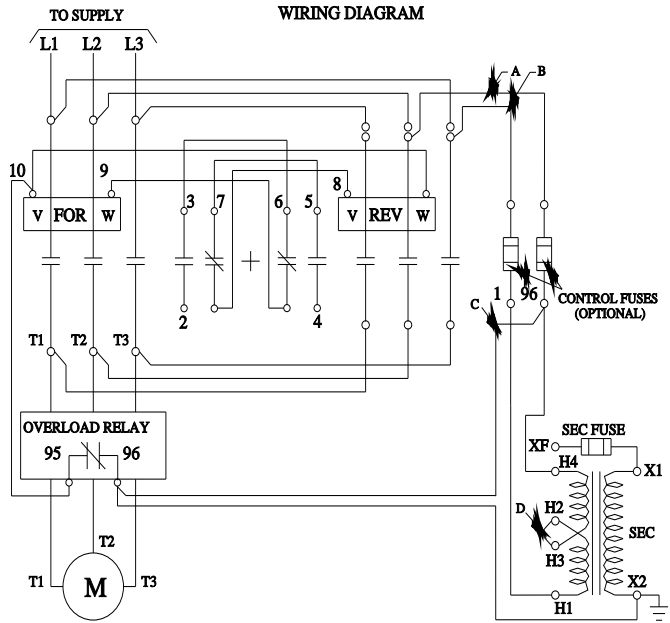 WIRING DIAGRAM
TO SUPPLY
L1 L2 L3
A B
10 9 8
3 7 6 5
V FOR W
V REV W
1 96
CONTROL FUSES
(OPTIONAL)
C
2 4
T1 T2 T3
OVERLOAD RELAY
95 96
SEC FUSE
XF
H4 X1
D H2
SEC
H3
T2
T1 M T3
H1 X2